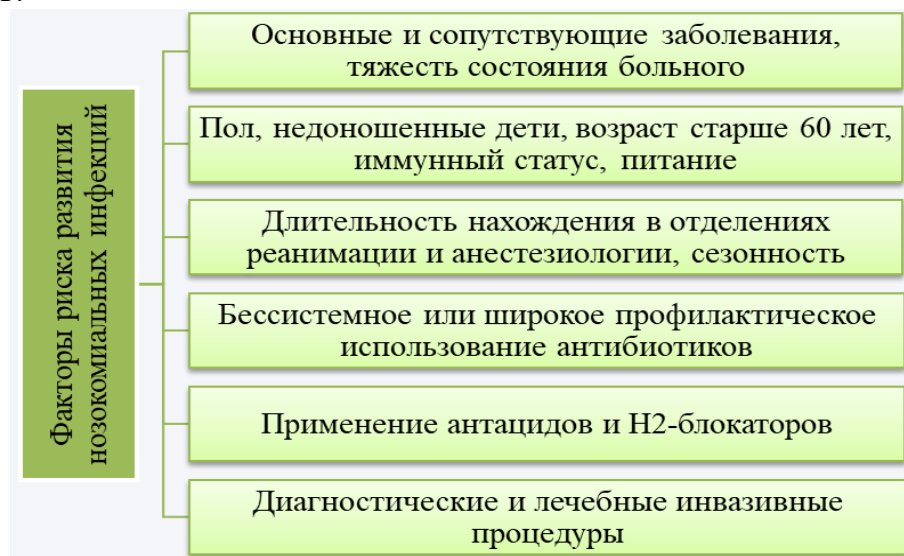 Факторы риска развития
нозокомиальных инфекций
Основные и сопутствующие заболевания,
тяжесть состояния больного
Пол, недоношенные дети, возраст старше 60 лет,
иммунный статус, питание
Длительность нахождения в отделениях
реанимации и анестезиологии, сезонность
Бессистемное или широкое профилактическое
использование антибиотиков
Применение антацидов и H2-блокаторов
Диагностические и лечебные инвазивные
процедуры